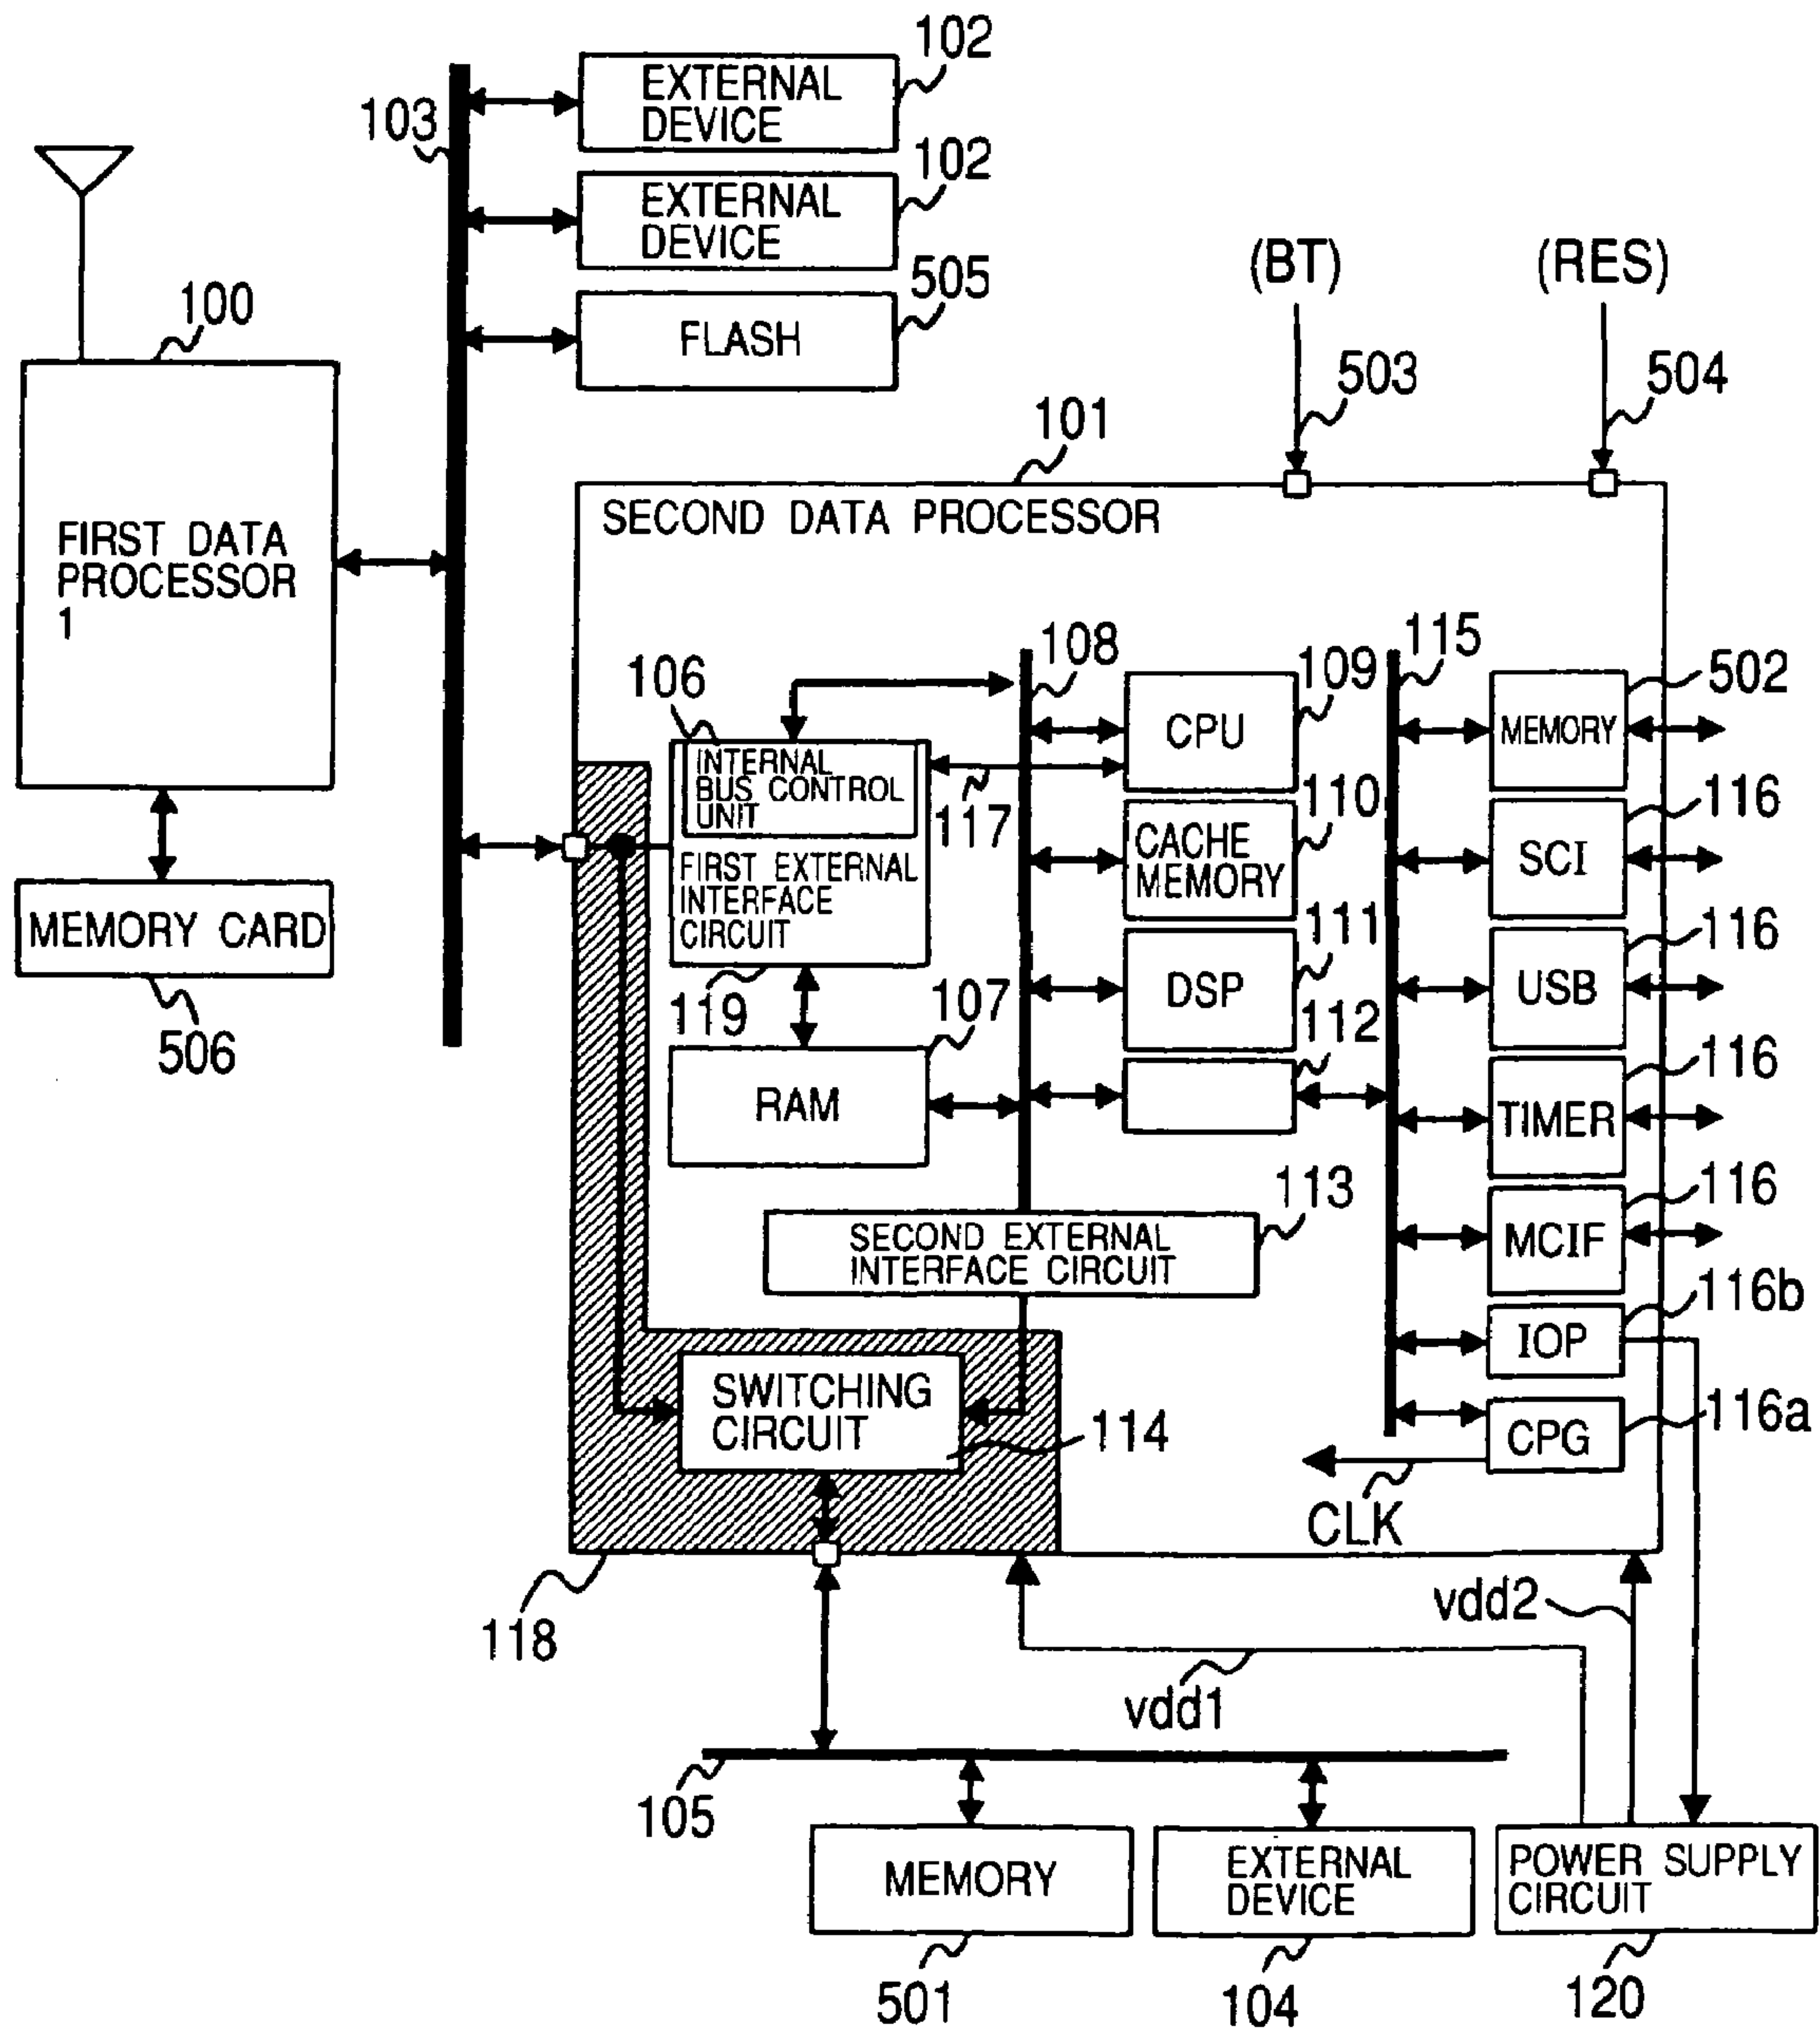 102
EXTERNAL
DEVICE
103
102
EXTERNAL
DEVICE
505
FLASH
(BT)
(RES)
100
503
504
101
FIRST DATA
PROCESSOR
1
SECOND DATA PROCESSOR
108
115
106
109
502
INTERNAL
BUS CONTROL
UNIT
CPU
MEMORY
117
110
116
FIRST EXTERNAL
INTERFACE
CIRCUIT
CACHE
MEMORY
SCI
MEMORY CARD
111
116
506
119
107
DSP
USB
112
116
RAM
TIMER
113
116
SECOND EXTERNAL
INTERFACE CIRCUIT
MCIF
116b
IOP
SWITCHING
CIRCUIT
114
116a
CPG
CLK
118
vdd2
vdd1
105
MEMORY
EXTERNAL
DEVICE
POWER SUPPLY
CIRCUIT
501
104
120